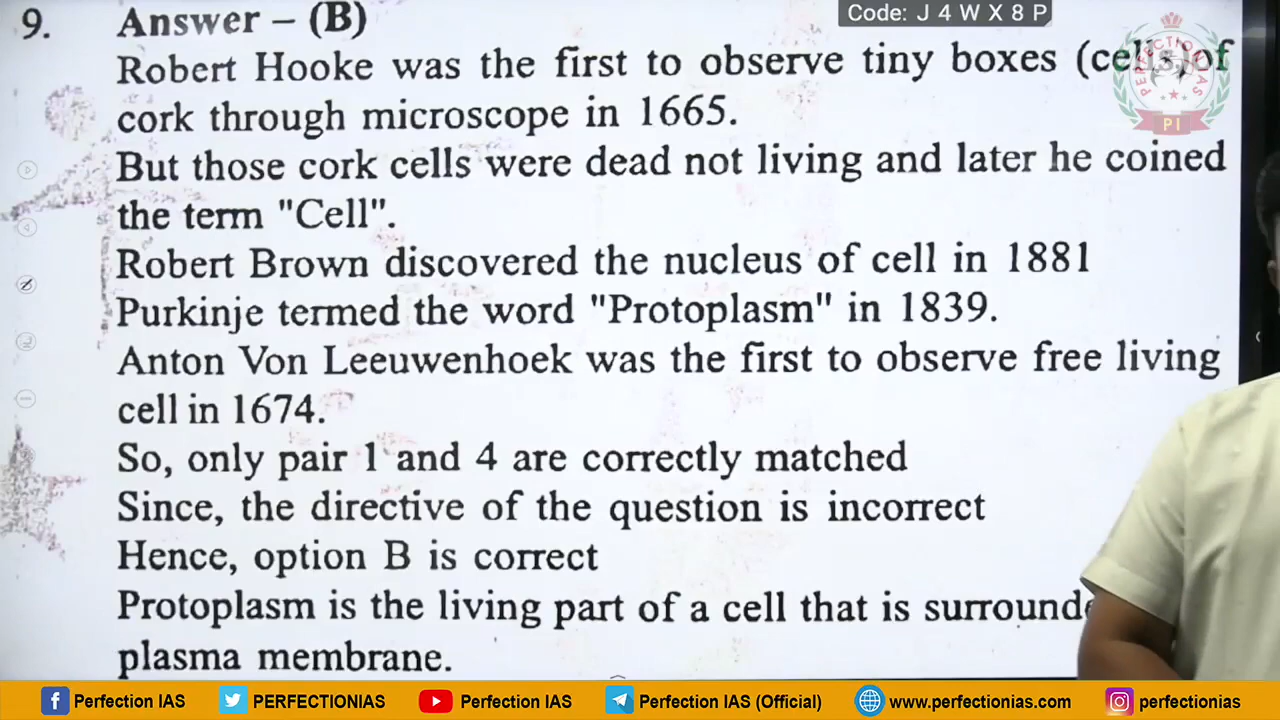 Code: J 4 W X 8 P
9. Answer – (B)
Robert Hooke was the first to observe tiny boxes (cells)of
cork through microscope in 1665.
But those cork cells were dead not living and later he coined
the term "Cell".
Robert Brown discovered the nucleus of cell in 1881
Purkinje termed the word "Protoplasm" in 1839.
Anton Von Leeuwenhoek was the first to observe free living
cell in 1674.
So, only pair 1 and 4 are correctly matched
Since, the directive of the question is incorrect
Hence, option B is correct
Protoplasm is the living part of a cell that is
plasma membrane.
PERFECTIONIAS
PI
Perfection IAS PERFECTIONIAS Perfection IAS Perfection IAS (Official) www.perfectionias.com perfectionias